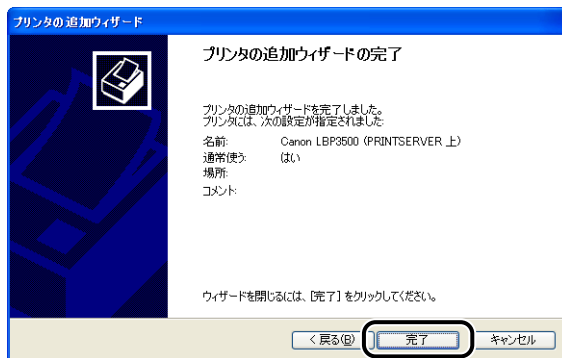 プリンタの追加ウィザード
プリンタの追加ウィザードの完了
プリンタの追加ウィザードを完了しました。
プリンタには、次の設定が指定されました:
名前: Canon LBP3500 (PRINTSERVER 上)
通常使う: はい
場所:
コメント:
ウィザードを閉じるには、[完了] をクリックしてください。
< 戻る(B) 完了 キャンセル